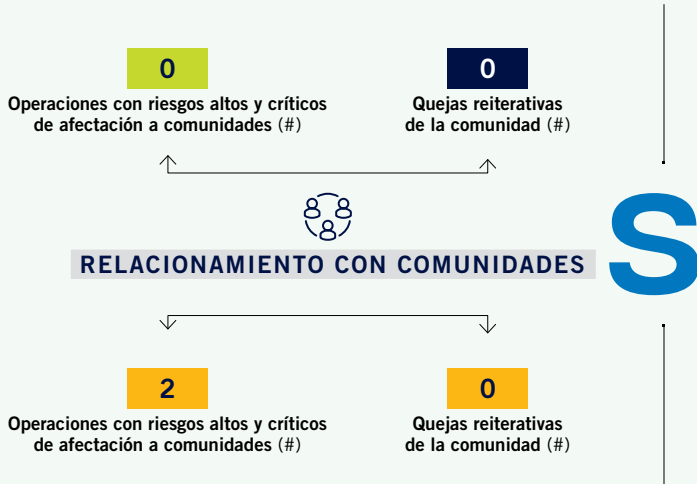 0
Operaciones con riesgos altos y críticos
de afectación a comunidades (#)
0
Quejas reiterativas
de la comunidad (#)
RELACIONAMIENTO CON COMUNIDADES
S
2
Operaciones con riesgos altos y críticos
de afectación a comunidades (#)
0
Quejas reiterativas
de la comunidad (#)